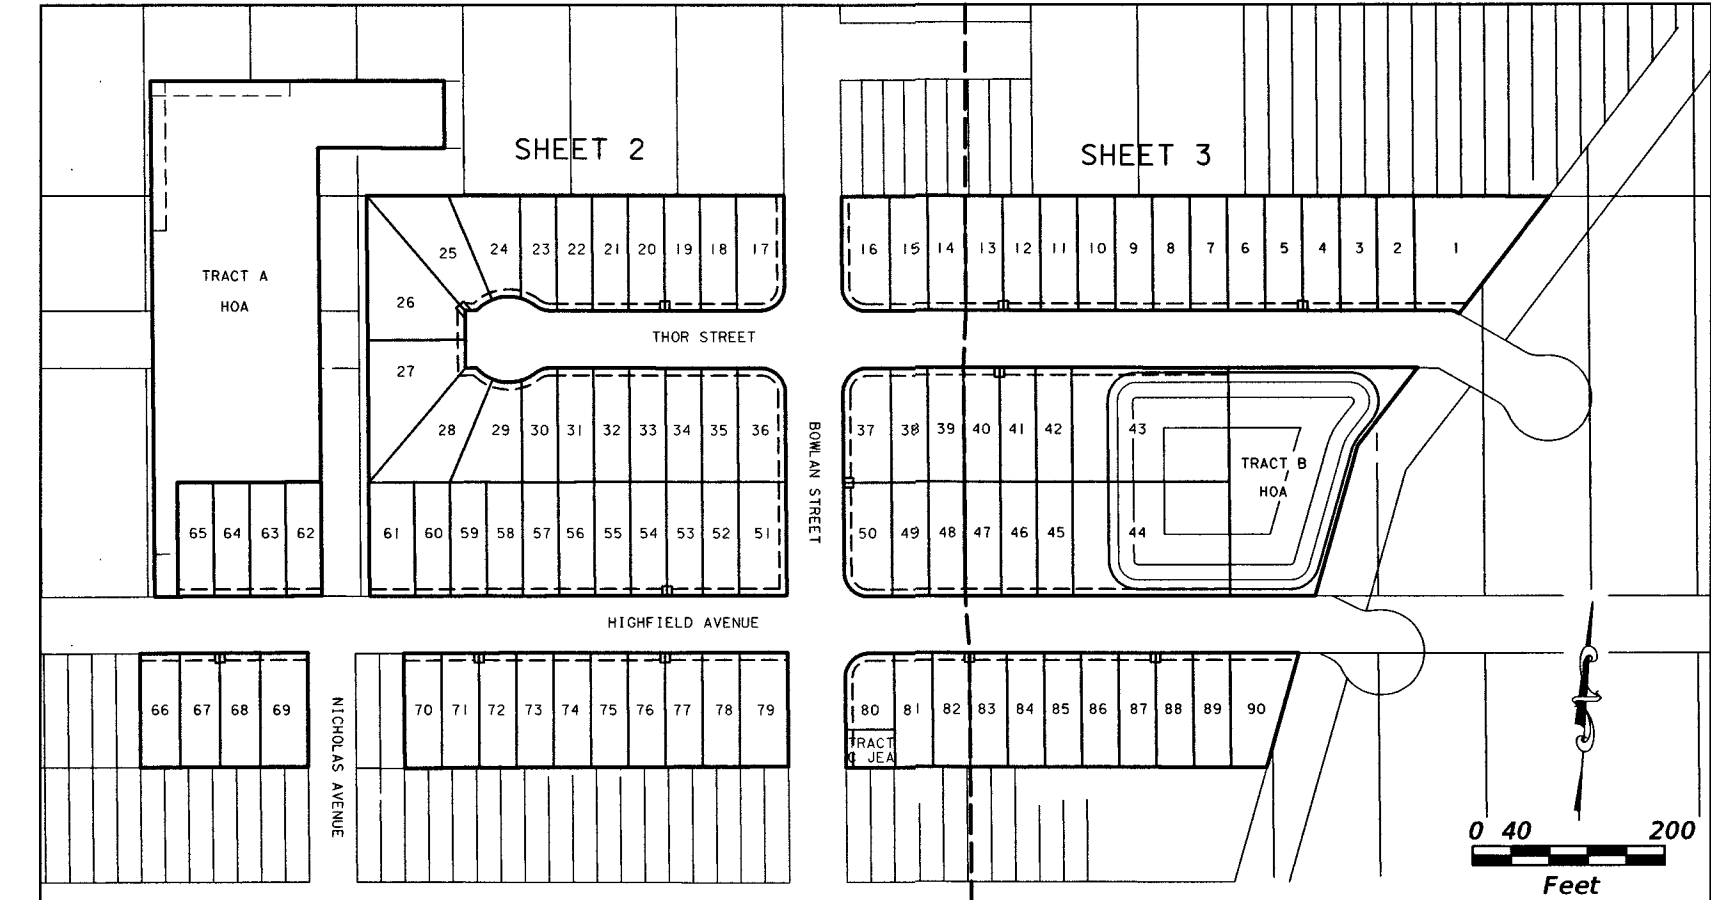 SHEET 2
SHEET 3
25 24 23 22 21 20 19 18 17
16 15 14 13 12 11 10 9 8 7 6 5 4 3 2 1
TRACT A
HOA
26
THOR STREET
27
28 29 30 31 32 33 34 35 36
37 38 39 40 41 42 43
BOWLAN STREET
TRACT B
HOA
65 64 63 62
61 60 59 58 57 56 55 54 53 52 51
50 49 48 47 46 45 44
HIGHFIELD AVENUE
66 67 68 69
NICHOLAS AVENUE
70 71 72 73 74 75 76 77 78 79
80 81 82 83 84 85 86 87 88 89 90
TRACT
C JEA
0 40 200
Feet